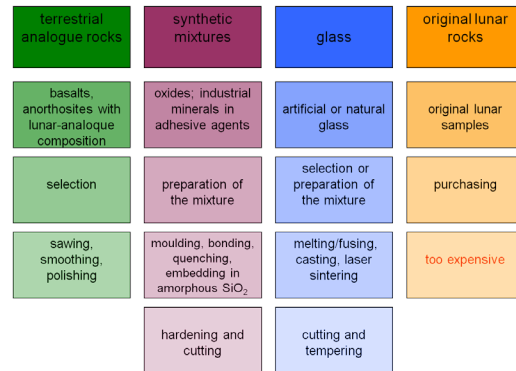 terrestrial
analogue rocks
synthetic
mixtures
glass
original lunar
rocks
basalts,
anorthosites with
lunar-analoque
composition
oxides; industrial
minerals in
adhesive agents
artificial or natural
glass
original lunar
samples
selection
preparation of
the mixture
selection or
preparation of
the mixture
purchasing
sawing,
smoothing,
polishing
moulding, bonding,
quenching,
embedding in
amorphous SiO₂
melting/fusing,
casting, laser
sintering
too expensive
hardening and
cutting
cutting and
tempering